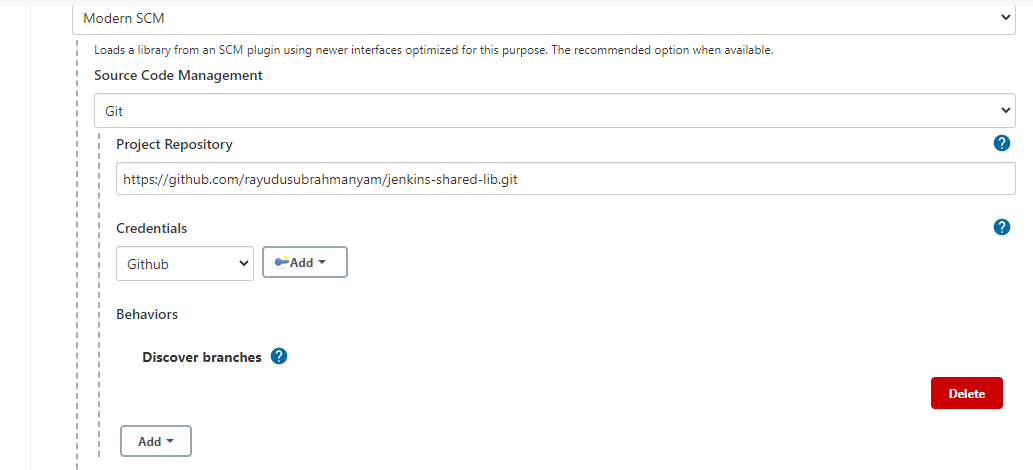 Modern SCM
Loads a library from an SCM plugin using newer interfaces optimized for this purpose. The recommended option when available.
Source Code Management
Git
Project Repository
?
https://github.com/rayudusubrahmanyam/jenkins-shared-lib.git
Credentials
?
Github
Add
Behaviors
Discover branches ?
Delete
Add